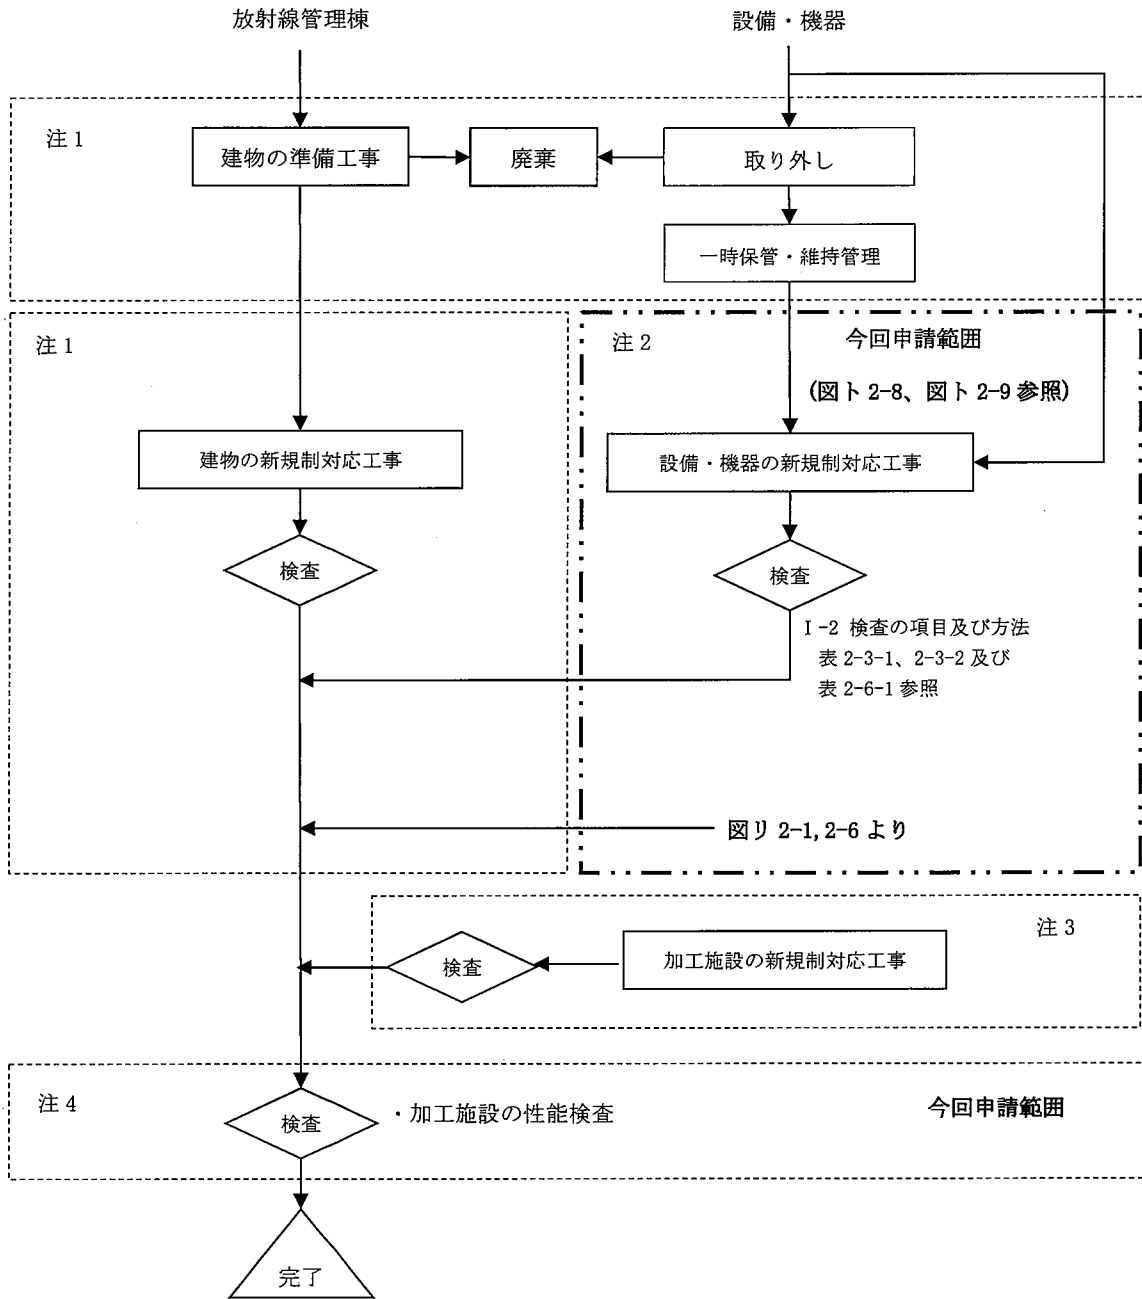 放射線管理棟
設備・機器
注 1
建物の準備工事
廃棄
取り外し
一時保管・維持管理
注 1
注 2
今回申請範囲
(図ト 2-8、図ト 2-9 参照)
建物の新規制対応工事
設備・機器の新規制対応工事
検査
検査
Ⅰ-2 検査の項目及び方法
表 2-3-1、2-3-2 及び
表 2-6-1 参照
図リ 2-1, 2-6 より
注 3
検査
加工施設の新規制対応工事
注 4
検査
・加工施設の性能検査
今回申請範囲
完了